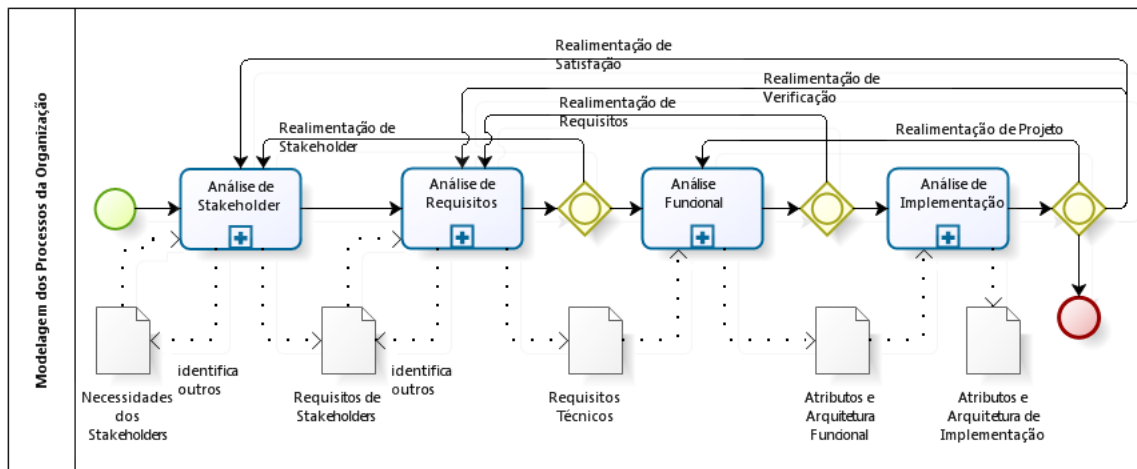 Modelagem dos Processos da Organização
Realimentação de
Satisfação
Realimentação de
Verificação
Realimentação de
Requisitos
Realimentação de
Stakeholder
Realimentação de Projeto
Análise de
Stakeholder
Análise de
Requisitos
Análise
Funcional
Análise de
Implementação
identifica
outros
identifica
outros
Necessidades
dos
Stakeholders
Requisitos de
Stakeholders
Requisitos
Técnicos
Atributos e
Arquitetura
Funcional
Atributos e
Arquitetura de
Implementação